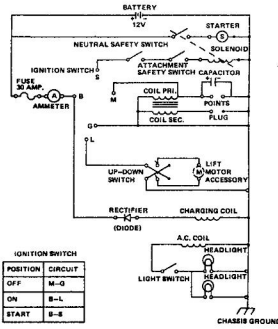 BATTERY
12V
STARTER
S
NEUTRAL SAFETY SWITCH
SOLENOID
IGNITION SWITCH
S
ATTACHMENT
SAFETY SWITCH
CAPACITOR
FUSE
30 AMP.
A
B
AMMETER
M
COIL PRI.
POINTS
G
COIL SEC.
PLUG
L
UP-DOWN
SWITCH
M
LIFT
MOTOR
ACCESSORY
RECTIFIER
(DIODE)
CHARGING COIL
A.C. COIL
HEADLIGHT
LIGHT SWITCH
HEADLIGHT
IGNITION SWITCH
POSITION CIRCUIT
OFF M-G
ON B-L
START B-S
CHASSIS GROUND